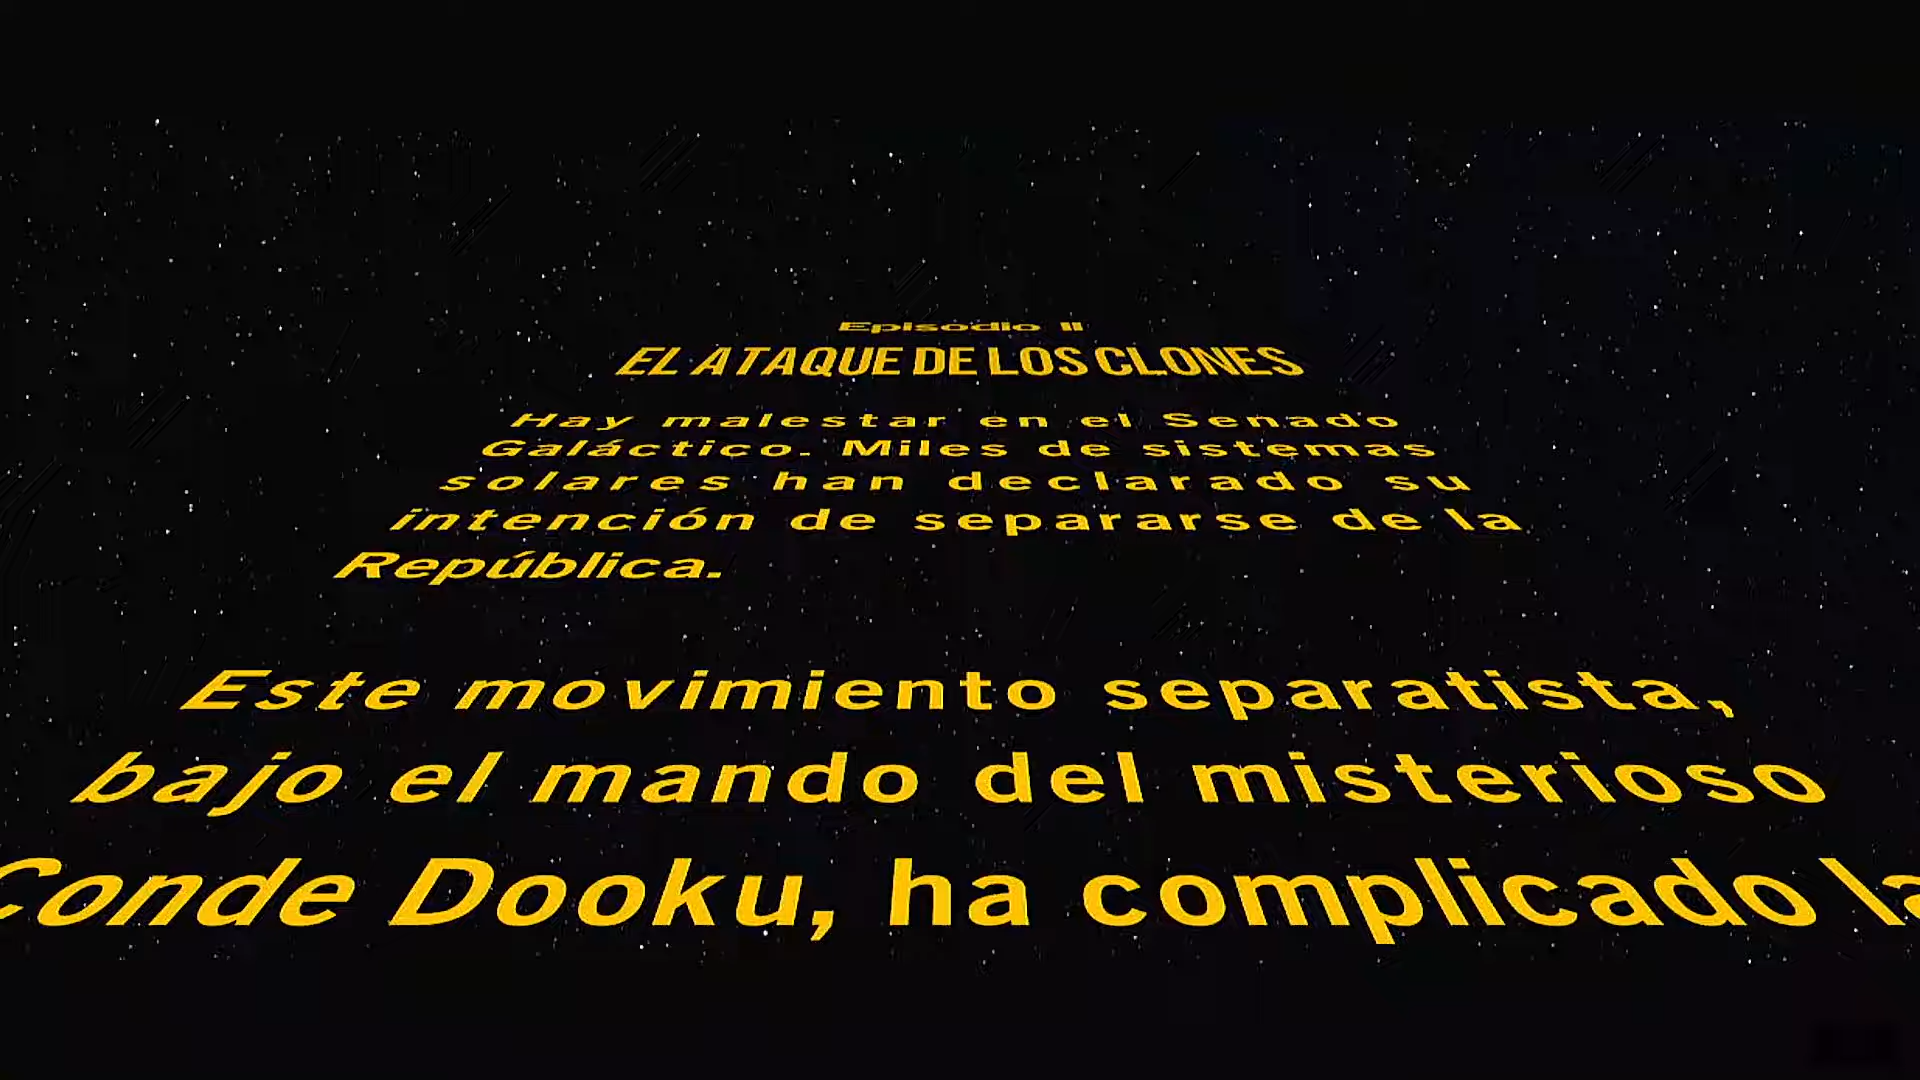 Episodio II
EL ATAQUE DE LOS CLONES
Hay malestar en el Senado
Galáctico. Miles de sistemas
solares han declarado su
intención de separarse de la
República.
Este movimiento separatista,
bajo el mando del misterioso
Conde Dooku, ha complicado la